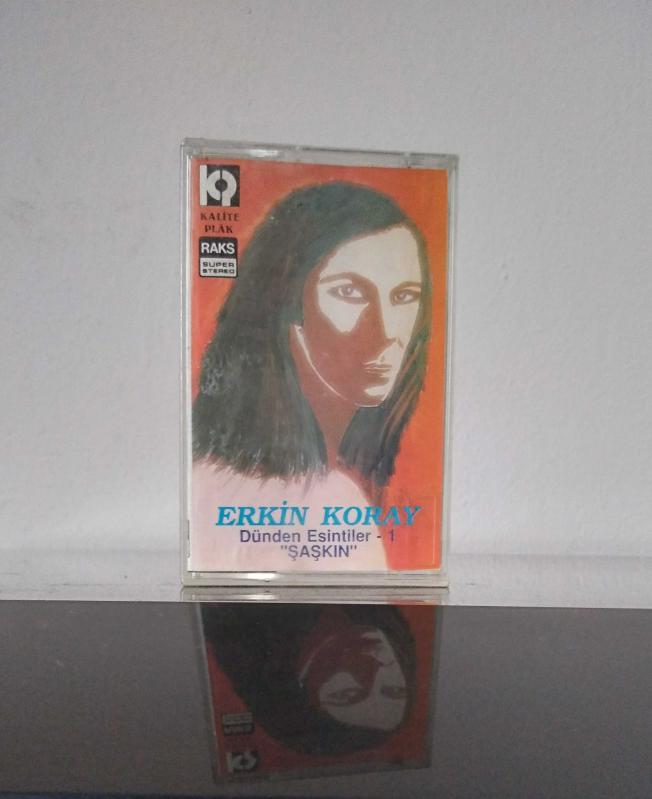 KALİTE
PLAK
RAKS
SUPER
STEREO
ERKİN KORAY
Dünden Esintiler - 1
"ŞAŞKIN"